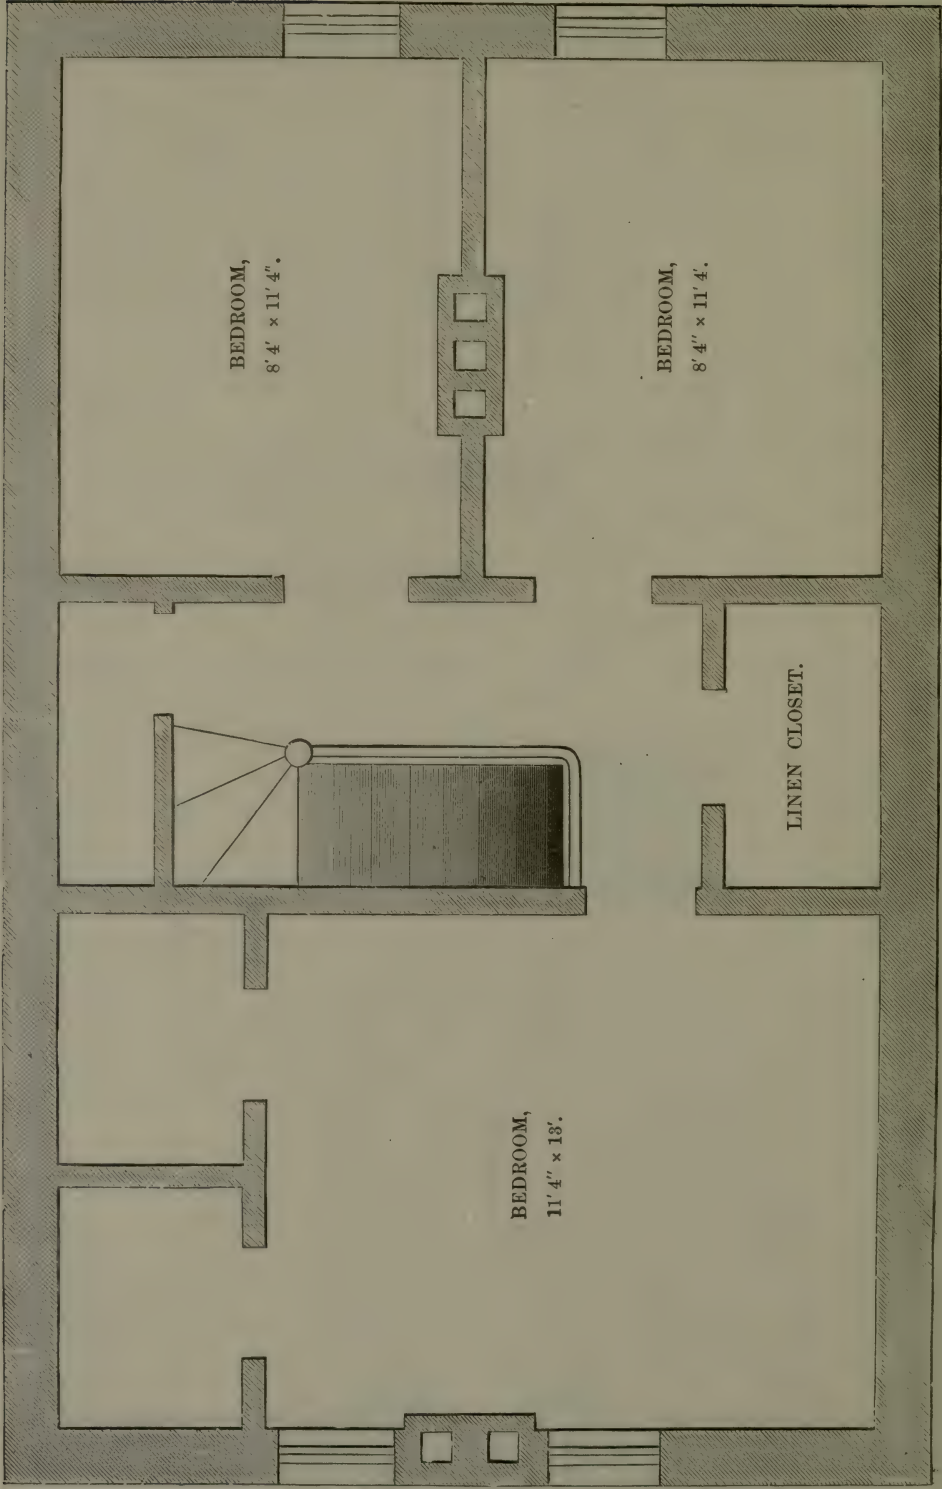 BEDROOM,
8' 4' × 11' 4".
BEDROOM,
8' 4" × 11' 4'.
LINEN CLOSET.
BEDROOM,
11' 4" × 13'.